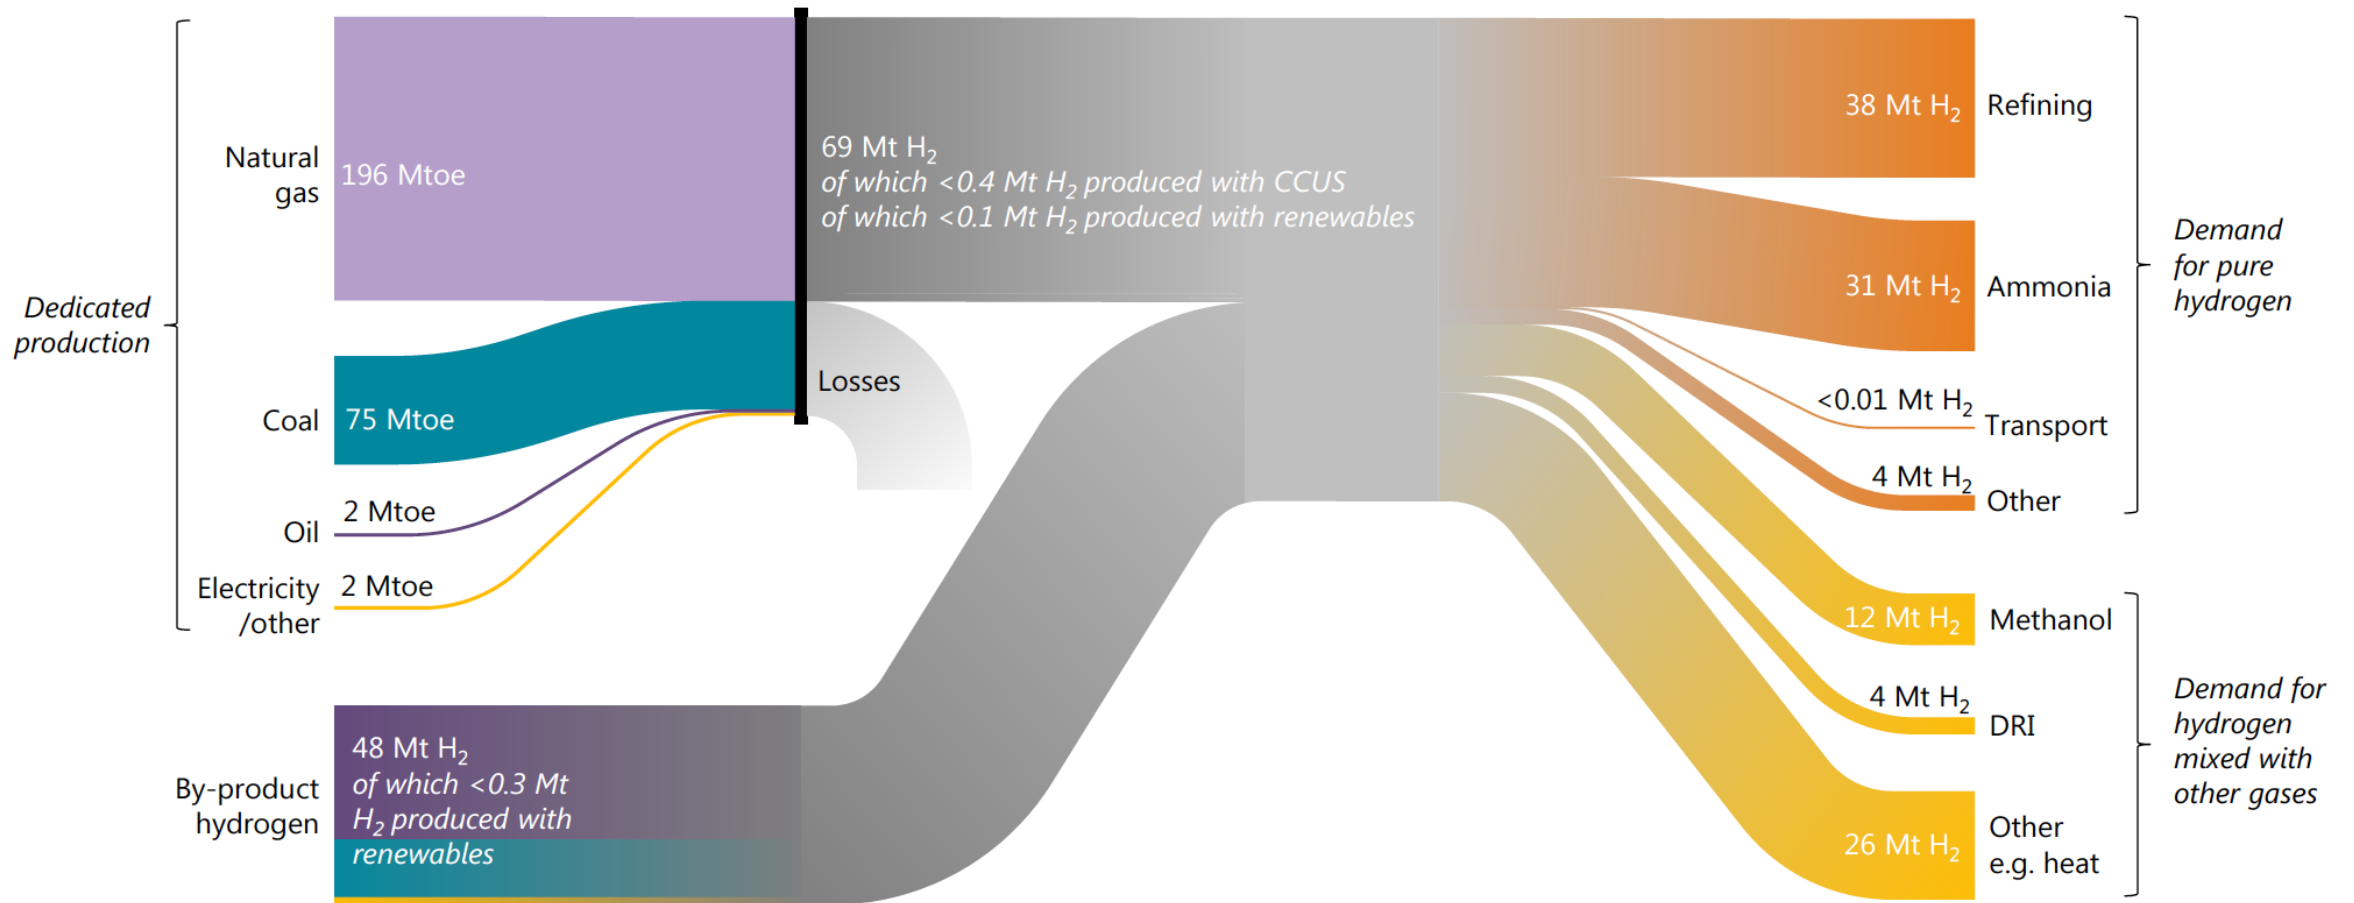 Dedicated
production
Natural
gas
196 Mtoe
Coal
75 Mtoe
Oil
2 Mtoe
Electricity
/other
2 Mtoe
By-product
hydrogen
48 Mt H₂
of which <0.3 Mt
H₂ produced with
renewables
69 Mt H₂
of which <0.4 Mt H₂ produced with CCUS
of which <0.1 Mt H₂ produced with renewables
Losses
38 Mt H₂
Refining
31 Mt H₂
Ammonia
<0.01 Mt H₂
Transport
4 Mt H₂
Other
Demand
for pure
hydrogen
12 Mt H₂
Methanol
4 Mt H₂
DRI
26 Mt H₂
Other
e.g. heat
Demand for
hydrogen
mixed with
other gases